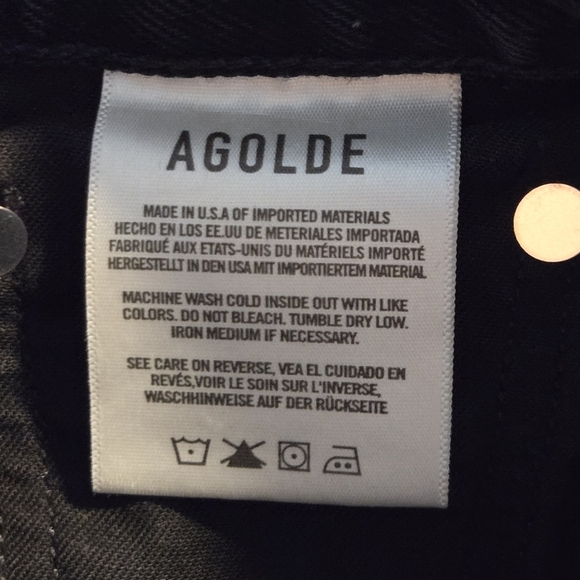 AGOLDE
MADE IN U.S.A OF IMPORTED MATERIALS
HECHO EN LOS EE.UU DE METERIALES IMPORTADA
FABRIQUÉ AUX ETATS-UNIS DU MATÉRIELS IMPORTÉ
HERGESTELLT IN DEN USA MIT IMPORTIERTEM MATERIAL
MACHINE WASH COLD INSIDE OUT WITH LIKE
COLORS. DO NOT BLEACH. TUMBLE DRY LOW.
IRON MEDIUM IF NECESSARY.
SEE CARE ON REVERSE, VEA EL CUIDADO EN
REVÉS,VOIR LE SOIN SUR L'INVERSE,
WASCHHINWEISE AUF DER RÜCKSEITE